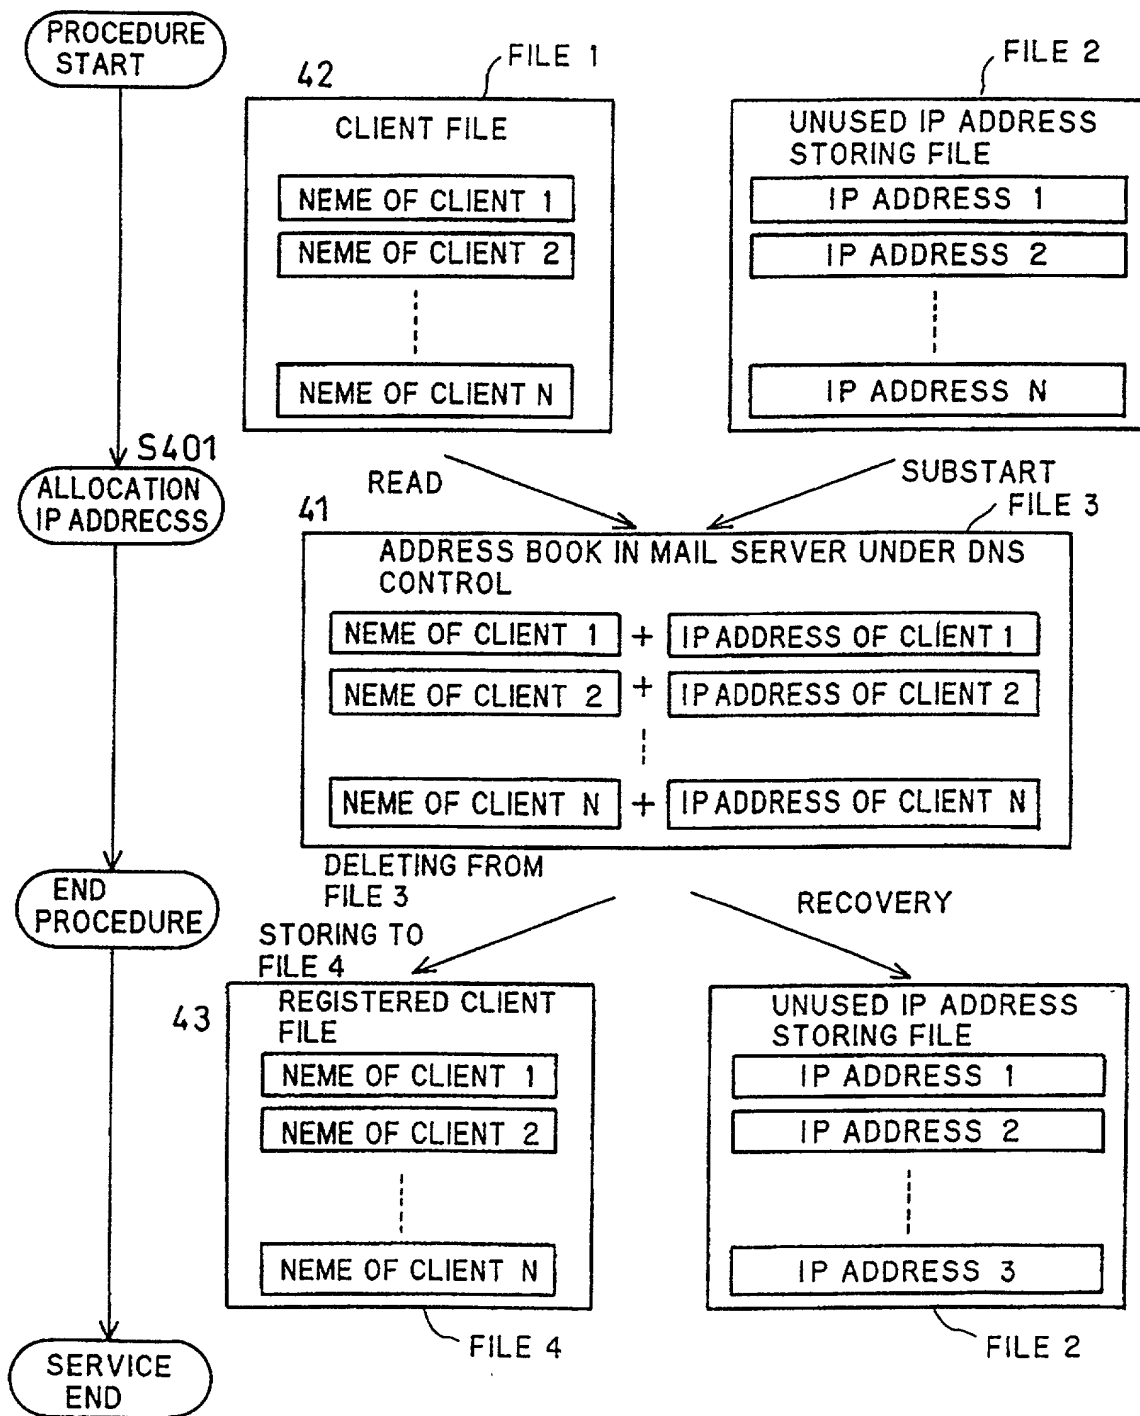 PROCEDURE
START
42
FILE 1
CLIENT FILE
NEME OF CLIENT 1
NEME OF CLIENT 2
NEME OF CLIENT N
FILE 2
UNUSED IP ADDRESS
STORING FILE
IP ADDRESS 1
IP ADDRESS 2
IP ADDRESS N
S401
ALLOCATION
IP ADDRECSS
READ
SUBSTART
41
FILE 3
ADDRESS BOOK IN MAIL SERVER UNDER DNS
CONTROL
NEME OF CLIENT 1 + IP ADDRESS OF CLIENT 1
NEME OF CLIENT 2 + IP ADDRESS OF CLIENT 2
NEME OF CLIENT N + IP ADDRESS OF CLIENT N
END
PROCEDURE
DELETING FROM
FILE 3
STORING TO
FILE 4
RECOVERY
43
REGISTERED CLIENT
FILE
NEME OF CLIENT 1
NEME OF CLIENT 2
NEME OF CLIENT N
FILE 4
UNUSED IP ADDRESS
STORING FILE
IP ADDRESS 1
IP ADDRESS 2
IP ADDRESS 3
FILE 2
SERVICE
END